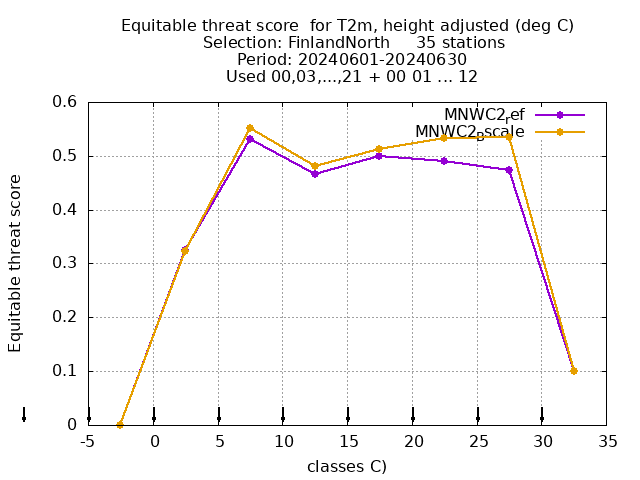 Equitable threat score  for T2m, height adjusted (deg C)
Selection: FinlandNorth     35 stations
Period: 20240601-20240630
Used 00,03,...,21 + 00 01 ... 12
MNWC2ref
MNWC2pscale
Equitable threat score
0.6
0.5
0.4
0.3
0.2
0.1
0
-5 0 5 10 15 20 25 30 35
classes C)